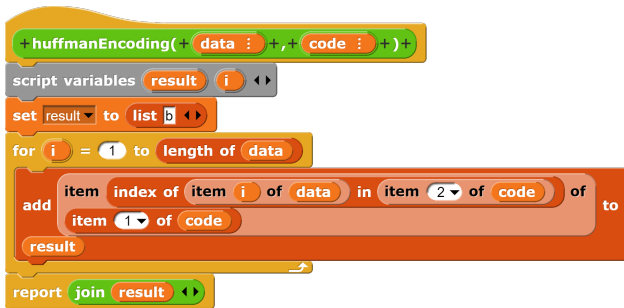 +huffmanEncoding(+ data ⋮ +,+ code ⋮ +)+
script variables result i
set result to list b
for i = 1 to length of data
add item index of item i of data in item 2 of code of item 1 of code to result
report join result